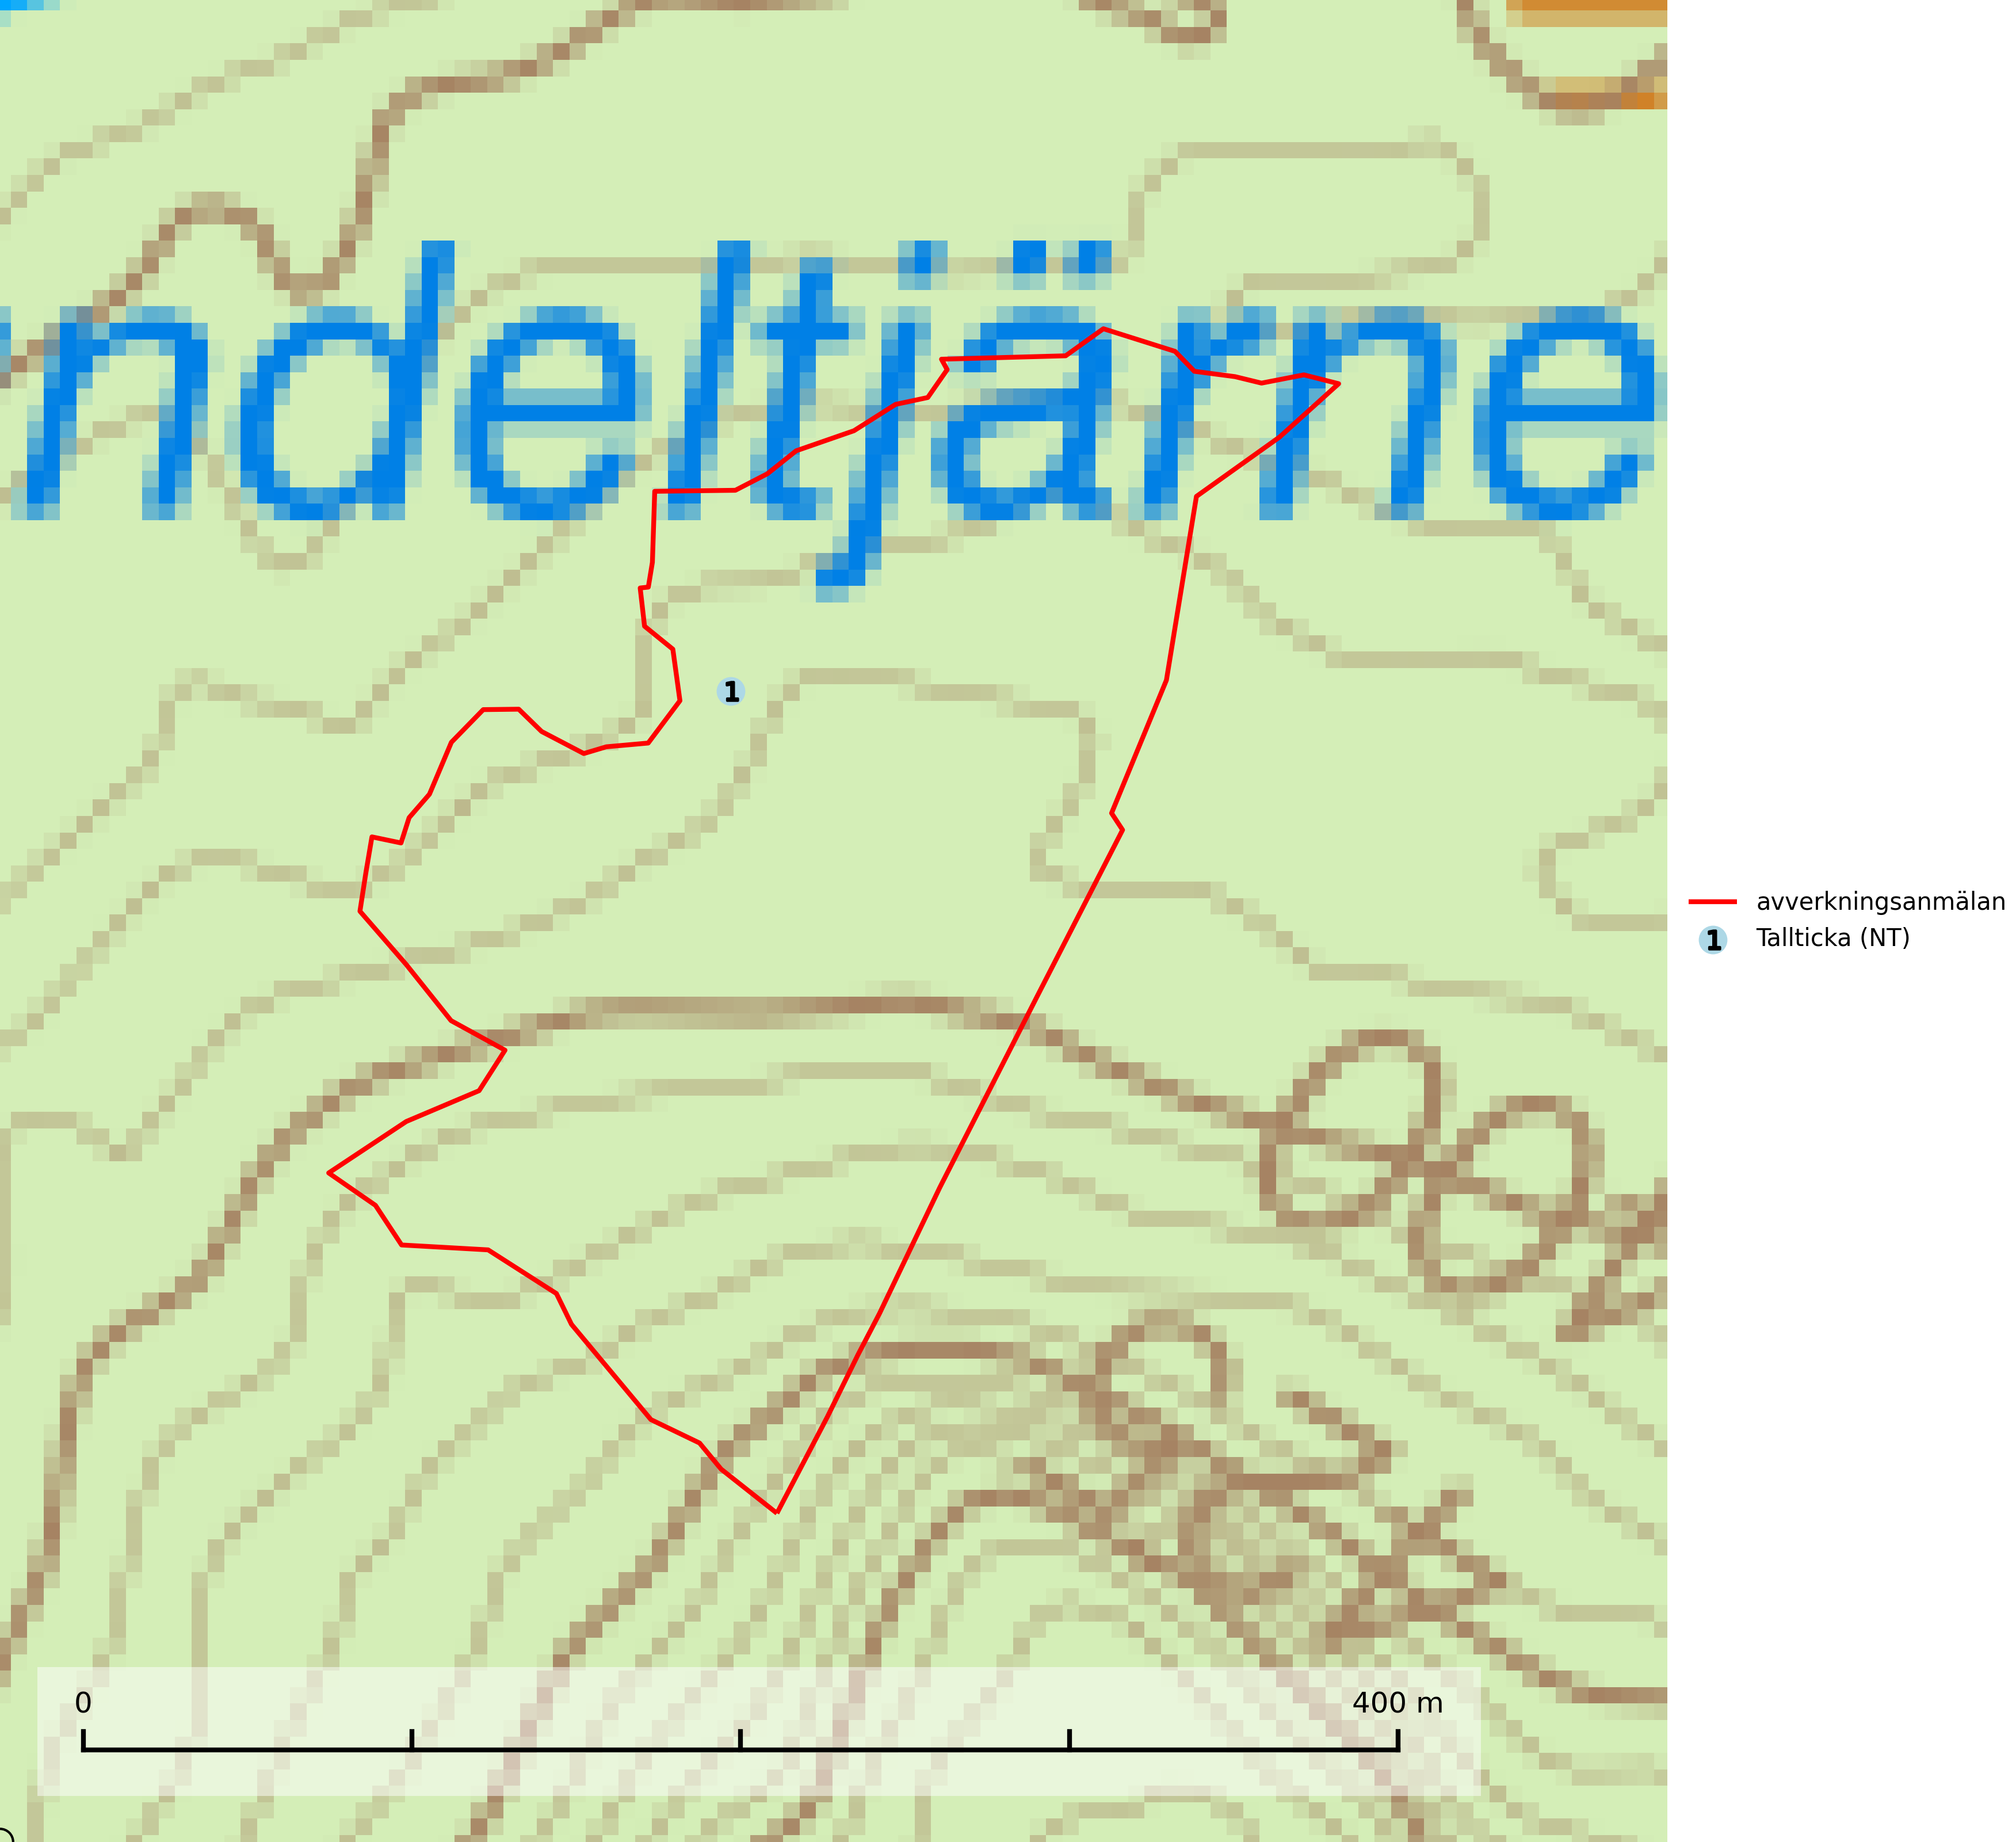 ndeltjärne
1
avverkningsanmälan
1 Tallticka (NT)
0 400 m